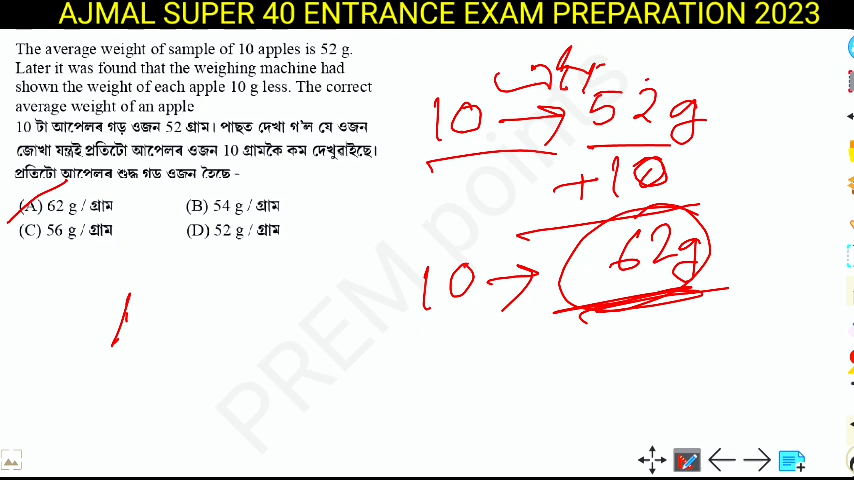 AJMAL SUPER 40 ENTRANCE EXAM PREPARATION 2023
The average weight of sample of 10 apples is 52 g.
Later it was found that the weighing machine had
shown the weight of each apple 10 g less. The correct
average weight of an apple
10 টা আপেলৰ গড় ওজন 52 গ্ৰাম। পাছত দেখা গ'ল যে ওজন
জোখা যন্ত্ৰই প্ৰতিটো আপেলৰ ওজন 10 গ্ৰামকৈ কম দেখুৱাইছে।
প্ৰতিটো আপেলৰ শুদ্ধ গড় ওজন হৈছে -
(A) 62 g / গ্ৰাম (B) 54 g / গ্ৰাম
(C) 56 g / গ্ৰাম (D) 52 g / গ্ৰাম
10 → 52g
+10
10 → 62g
PREM points